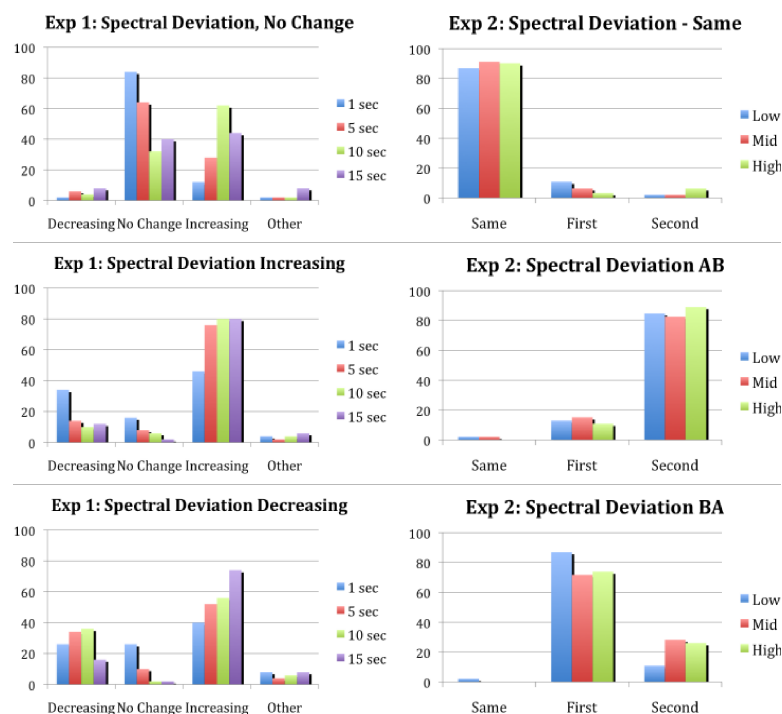 Exp 1: Spectral Deviation, No Change
100
80
60
40
20
0
Decreasing No Change Increasing Other
1 sec
5 sec
10 sec
15 sec
Exp 2: Spectral Deviation - Same
100
80
60
40
20
0
Same First Second
Low
Mid
High
Exp 1: Spectral Deviation Increasing
100
80
60
40
20
0
Decreasing No Change Increasing Other
1 sec
5 sec
10 sec
15 sec
Exp 2: Spectral Deviation AB
100
80
60
40
20
0
Same First Second
Low
Mid
High
Exp 1: Spectral Deviation Decreasing
100
80
60
40
20
0
Decreasing No Change Increasing Other
1 sec
5 sec
10 sec
15 sec
Exp 2: Spectral Deviation BA
100
80
60
40
20
0
Same First Second
Low
Mid
High